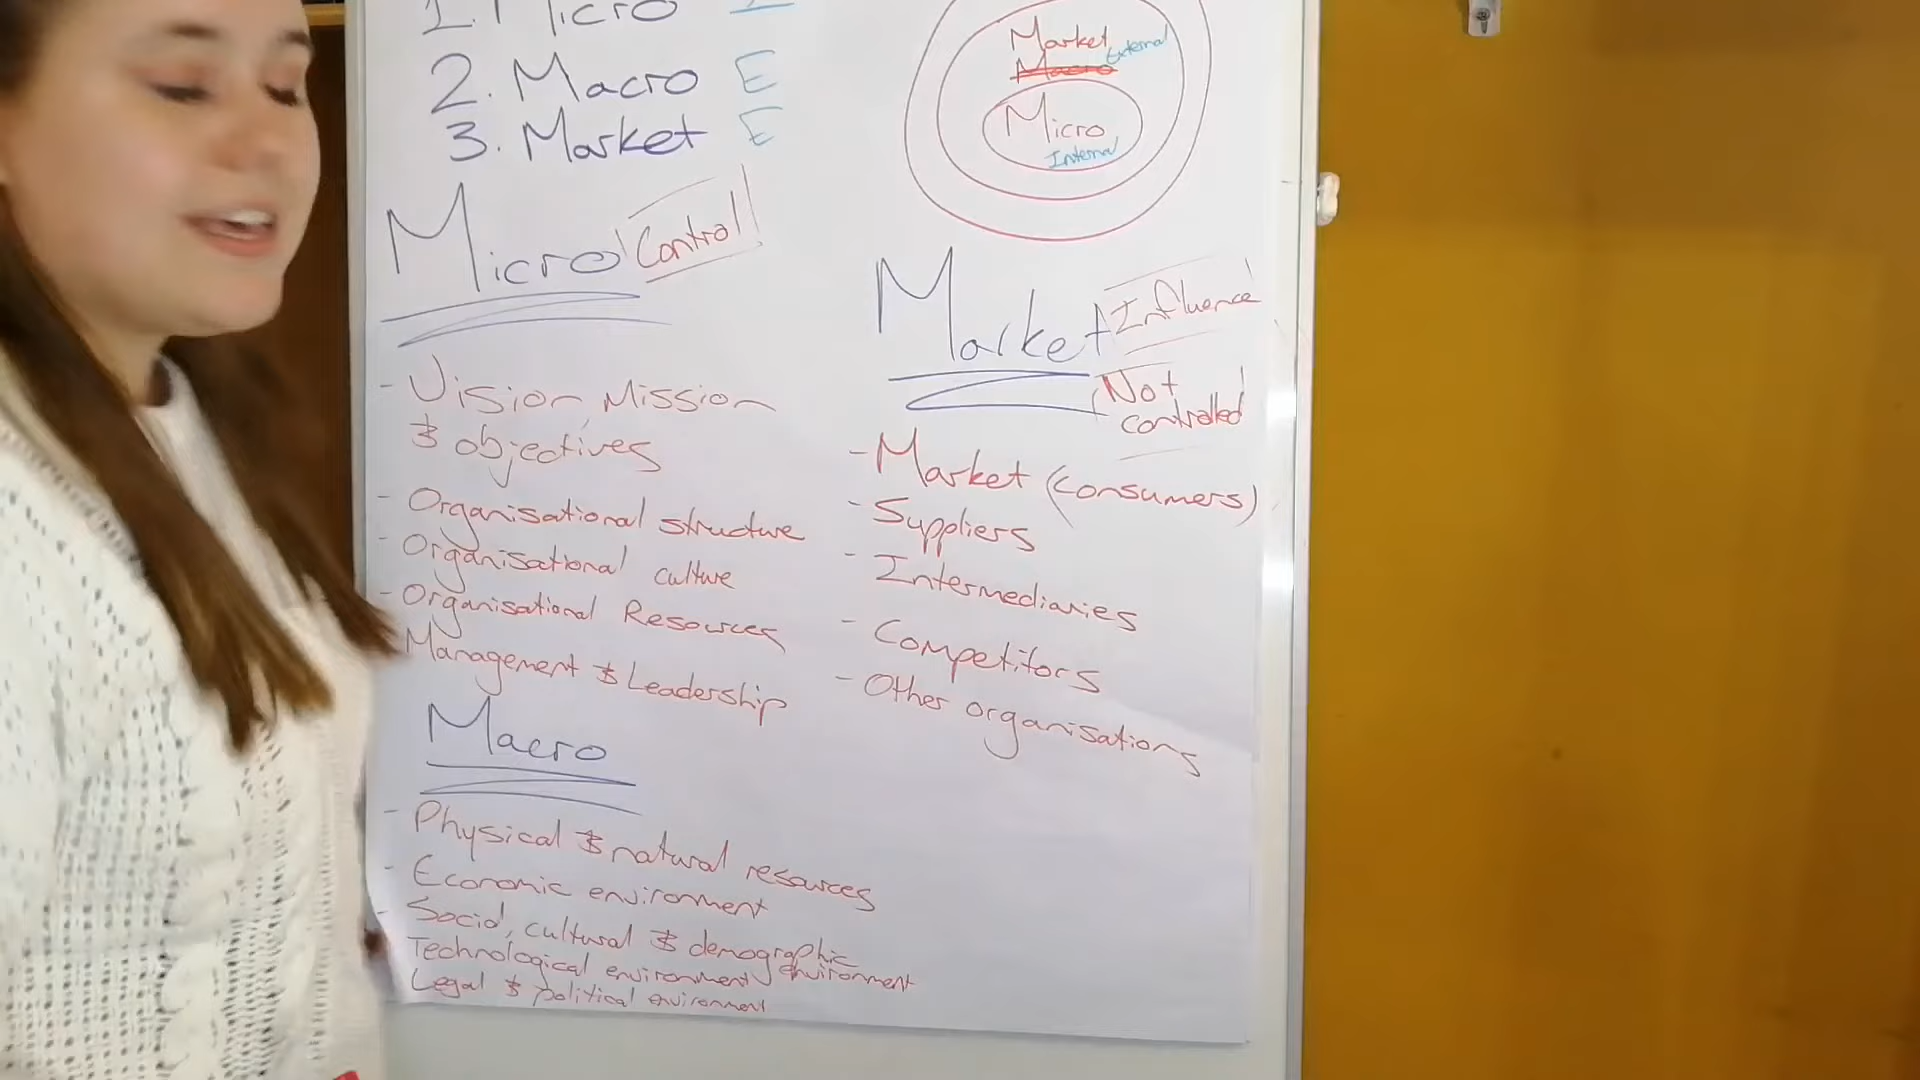 1. Micro I
2. Macro E
3. Market E
Market
External
Macro
Micro
Internal
Micro Control
- Vision, Mission
& objectives
- Organisational structure
- Organisational culture
- Organisational Resources
Management & Leadership
Macro
- Physical & natural resources
- Economic environment
- Social, cultural & demographic
environment
Technological environment
Legal & political environment
Market Influence
Not
controlled
- Market (consumers)
- Suppliers
- Intermediaries
- Competitors
- Other organisations